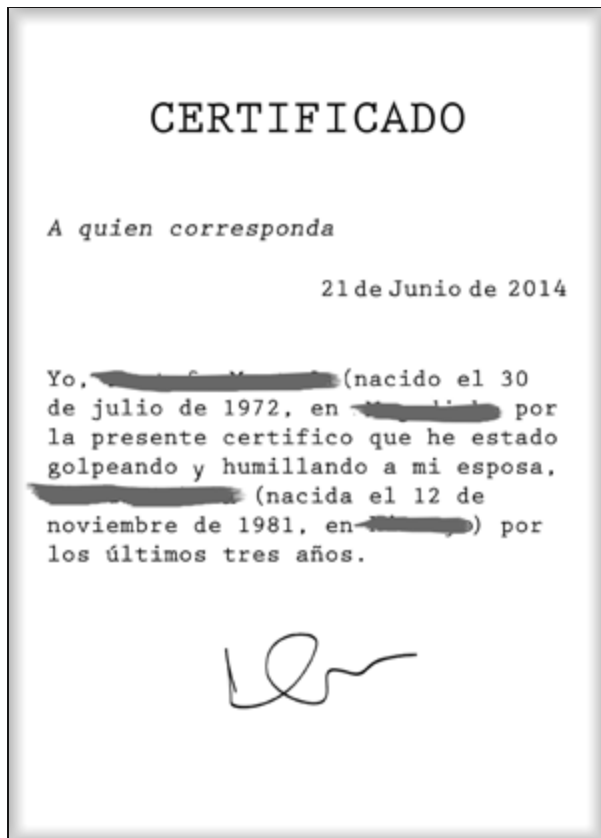 CERTIFICADO
A quien corresponda
21 de Junio de 2014
Yo, (nacido el 30
de julio de 1972, en por
la presente certifico que he estado
golpeando y humillando a mi esposa,
(nacida el 12 de
noviembre de 1981, en ) por
los últimos tres años.